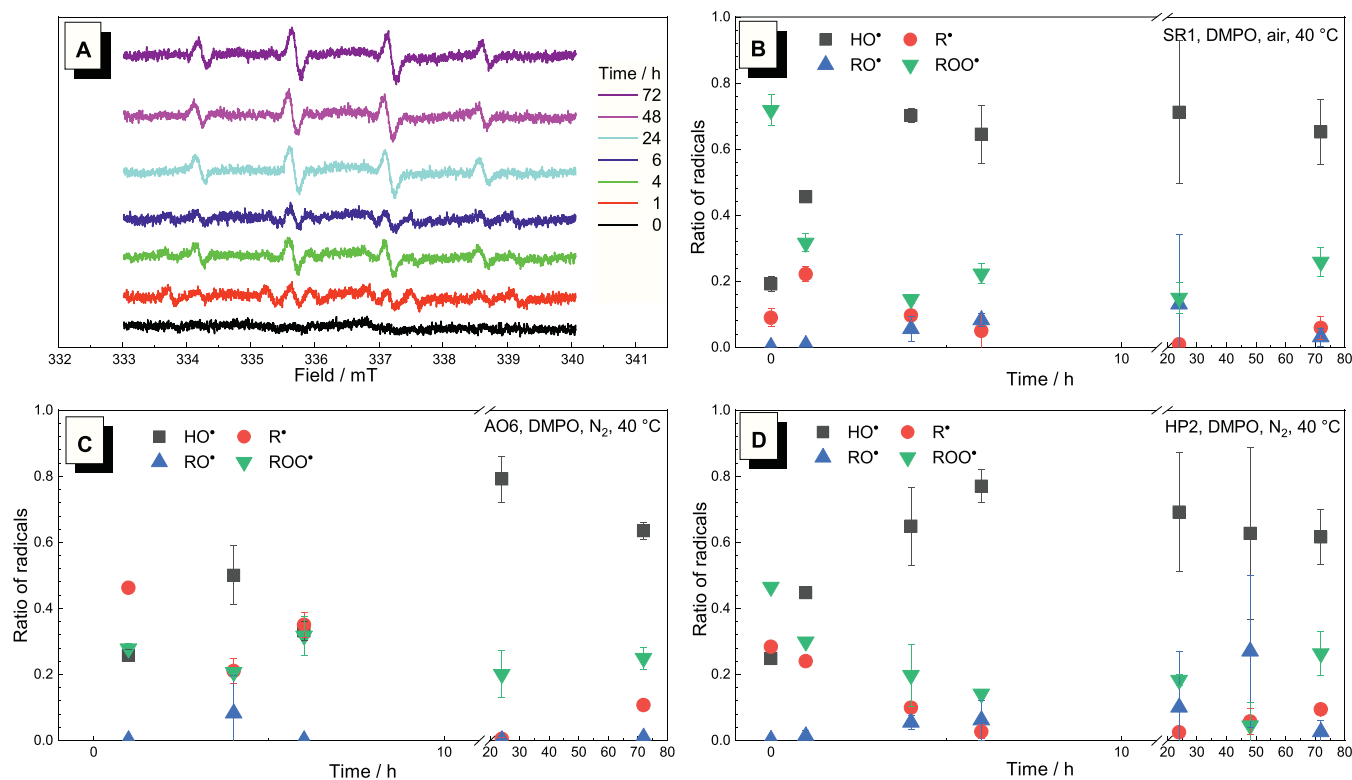 A
Time / h
72
48
24
6
4
1
0
332 333 334 335 336 337 338 339 340 341
Field / mT
B
HO• R•
RO• ROO•
SR1, DMPO, air, 40 °C
Ratio of radicals
1.0
0.8
0.6
0.4
0.2
0.0
0 10 20 30 40 50 60 70 80
Time / h
C
HO• R•
RO• ROO•
AO6, DMPO, N₂, 40 °C
Ratio of radicals
1.0
0.8
0.6
0.4
0.2
0.0
0 10 20 30 40 50 60 70 80
Time / h
D
HO• R•
RO• ROO•
HP2, DMPO, N₂, 40 °C
Ratio of radicals
1.0
0.8
0.6
0.4
0.2
0.0
0 10 20 30 40 50 60 70 80
Time / h